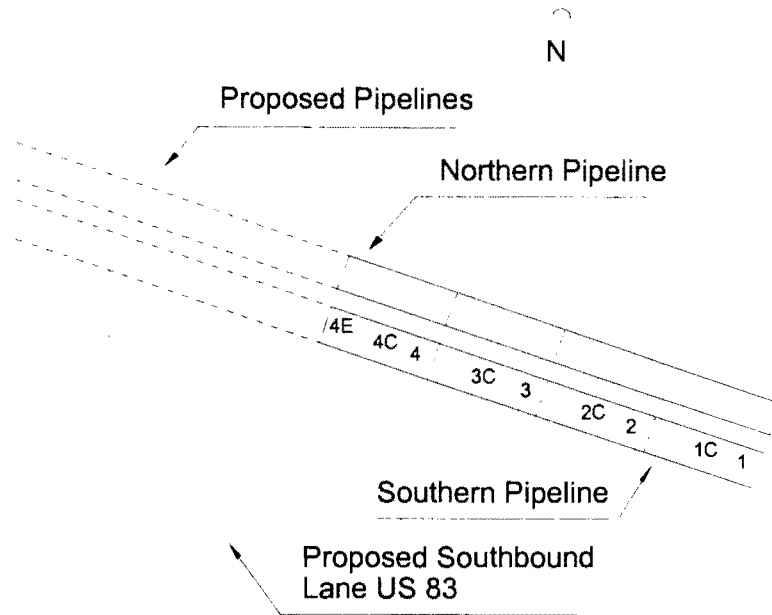 N
Proposed Pipelines
Northern Pipeline
4E
4C 4
3C 3
2C 2
1C 1
Southern Pipeline
Proposed Southbound
Lane US 83